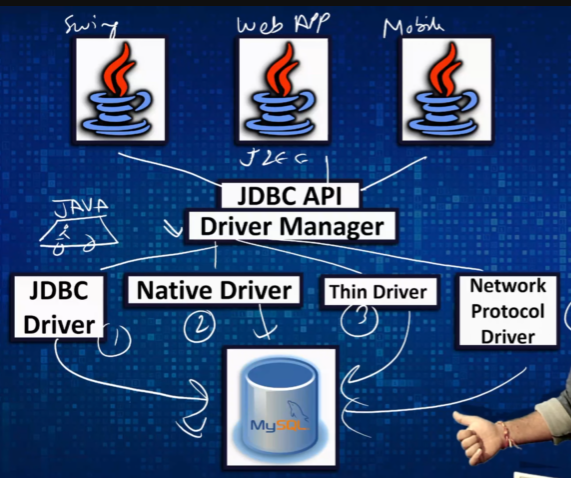 Swing
Web APP
Mobile
J2EE
JDBC API
Driver Manager
JAVA
JDBC
Driver
Native Driver
Thin Driver
Network
Protocol
Driver
1
2
3
MySQL